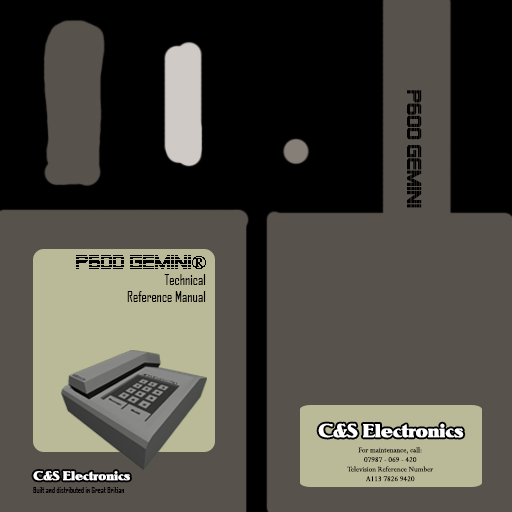 P600 GEMINI
P600 GEMINI®
Technical
Reference Manual
C&S Electronics
Built and distributed in Great Britian
C&S Electronics
For maintenance, call:
07987 - 069 - 420
Television Reference Number
A113 7826 9420